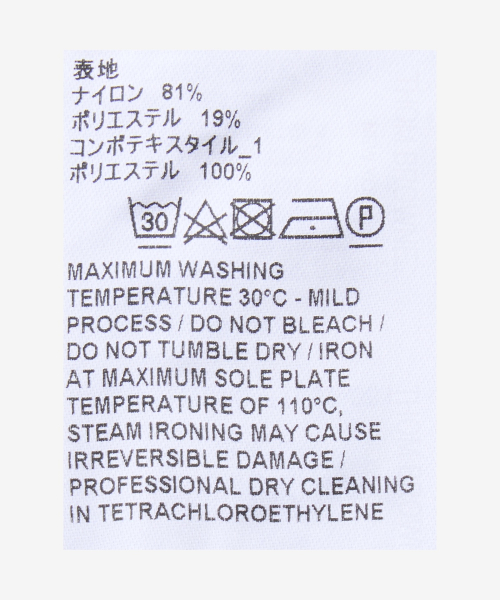 表地
ナイロン 81%
ポリエステル 19%
コンポテキスタイル_1
ポリエステル 100%
30 P
MAXIMUM WASHING
TEMPERATURE 30°C - MILD
PROCESS / DO NOT BLEACH /
DO NOT TUMBLE DRY / IRON
AT MAXIMUM SOLE PLATE
TEMPERATURE OF 110°C,
STEAM IRONING MAY CAUSE
IRREVERSIBLE DAMAGE /
PROFESSIONAL DRY CLEANING
IN TETRACHLOROETHYLENE